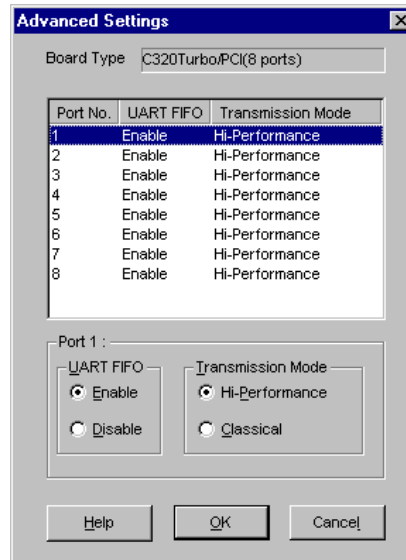 Advanced Settings
Board Type C320Turbo/PCI(8 ports)
Port No. UART FIFO Transmission Mode
1 Enable Hi-Performance
2 Enable Hi-Performance
3 Enable Hi-Performance
4 Enable Hi-Performance
5 Enable Hi-Performance
6 Enable Hi-Performance
7 Enable Hi-Performance
8 Enable Hi-Performance
Port 1 :
UART FIFO Transmission Mode
Enable Hi-Performance
Disable Classical
Help OK Cancel